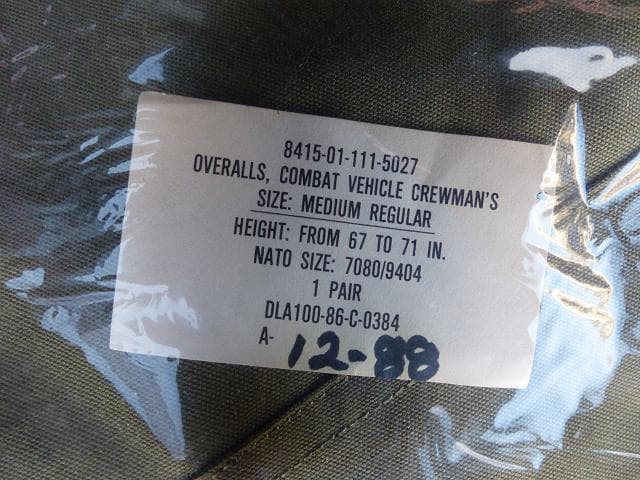 8415-01-111-5027
OVERALLS, COMBAT VEHICLE CREWMAN'S
SIZE: MEDIUM REGULAR
HEIGHT: FROM 67 TO 71 IN.
NATO SIZE: 7080/9404
1 PAIR
DLA100-86-C-0384
A- 12-88